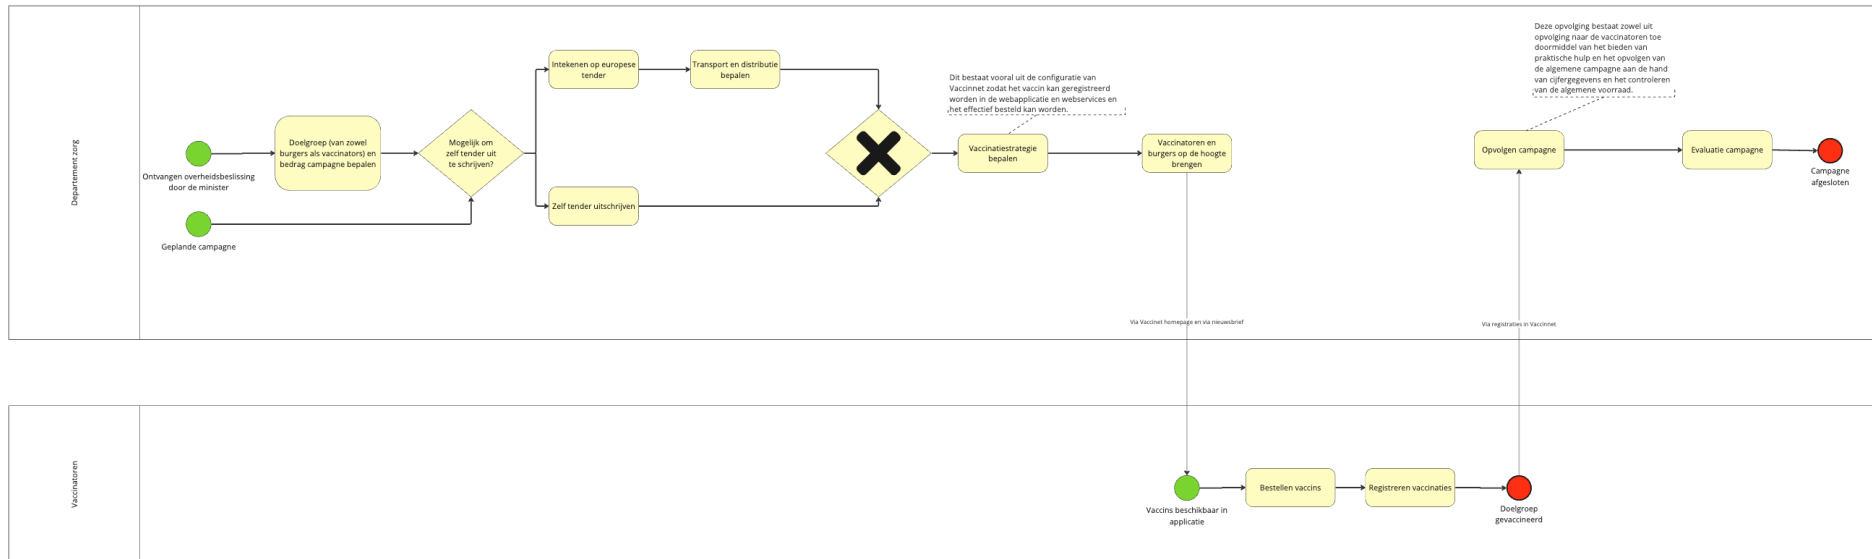 Departement zorg
Ontvangen overheidsbeslissing
door de minister
Geplande campagne
Doelgroep (van zowel
burgers als vaccinators) en
bedrag campagne bepalen
Mogelijk om
zelf tender uit
te schrijven?
Intekenen op europese
tender
Transport en distributie
bepalen
Zelf tender uitschrijven
Dit bestaat vooral uit de configuratie van
Vaccinnet zodat het vaccin kan geregistreerd
worden in de webapplicatie en webservices en
het effectief besteld kan worden.
Vaccinatiestrategie
bepalen
Vaccinatoren en
burgers op de hoogte
brengen
Deze opvolging bestaat zowel uit
opvolging naar de vaccinatoren toe
doormiddel van het bieden van
praktische hulp en het opvolgen van
de algemene campagne aan de hand
van cijfergegevens en het controleren
van de algemene voorraad.
Opvolgen campagne
Evaluatie campagne
Campagne
afgesloten
Via Vaccinet homepage en via nieuwsbrief
Via registraties in Vaccinnet
Vaccinatoren
Vaccins beschikbaar in
applicatie
Bestellen vaccins
Registreren vaccinaties
Doelgroep
gevaccineerd